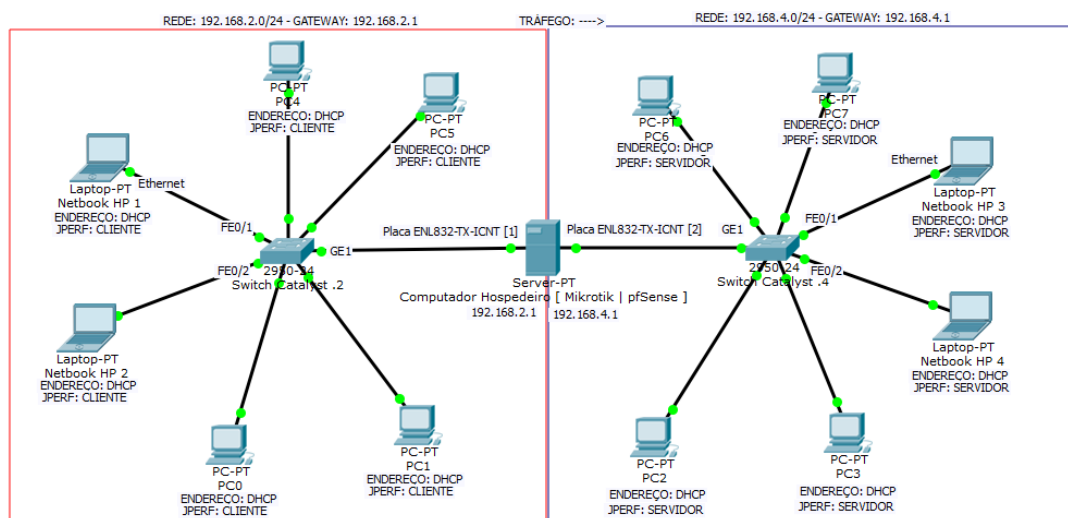 REDE: 192.168.2.0/24 - GATEWAY: 192.168.2.1
TRÁFEGO: ---->
REDE: 192.168.4.0/24 - GATEWAY: 192.168.4.1
PC-PT
PC4
ENDEREÇO: DHCP
JPERF: CLIENTE
PC-PT
PC5
ENDEREÇO: DHCP
JPERF: CLIENTE
Ethernet
Laptop-PT
Netbook HP 1
ENDEREÇO: DHCP
JPERF: CLIENTE
FE0/1
FE0/2
GE1
2950-24
Switch Catalyst .2
Laptop-PT
Netbook HP 2
ENDEREÇO: DHCP
JPERF: CLIENTE
PC-PT
PC0
ENDEREÇO: DHCP
JPERF: CLIENTE
PC-PT
PC1
ENDEREÇO: DHCP
JPERF: CLIENTE
Placa ENL832-TX-ICNT [1]
Placa ENL832-TX-ICNT [2]
Server-PT
Computador Hospedeiro [ Mikrotik | pfSense ]
192.168.2.1
192.168.4.1
PC-PT
PC6
ENDEREÇO: DHCP
JPERF: SERVIDOR
PC-PT
PC7
ENDEREÇO: DHCP
JPERF: SERVIDOR
Ethernet
Laptop-PT
Netbook HP 3
ENDEREÇO: DHCP
JPERF: SERVIDOR
GE1
FE0/1
FE0/2
2950-24
Switch Catalyst .4
Laptop-PT
Netbook HP 4
ENDEREÇO: DHCP
JPERF: SERVIDOR
PC-PT
PC2
ENDEREÇO: DHCP
JPERF: SERVIDOR
PC-PT
PC3
ENDEREÇO: DHCP
JPERF: SERVIDOR